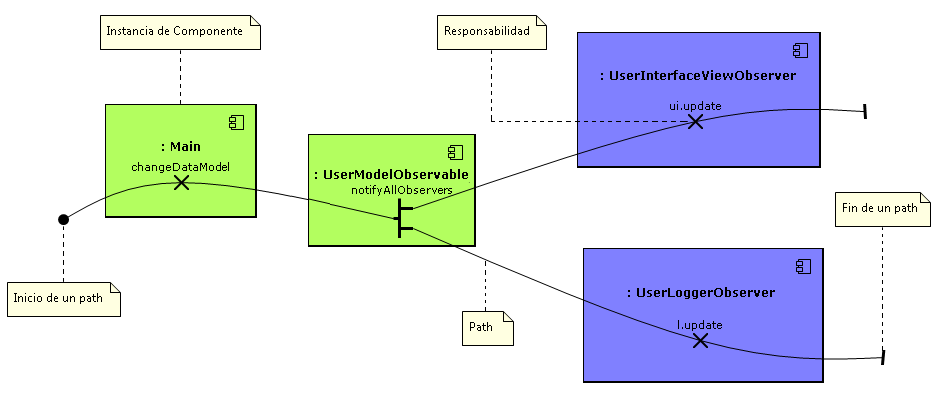 Instancia de Componente
Responsabilidad
: UserInterfaceViewObserver
ui.update
: Main
changeDataModel
: UserModelObservable
notifyAllObservers
Fin de un path
Inicio de un path
Path
: UserLoggerObserver
l.update